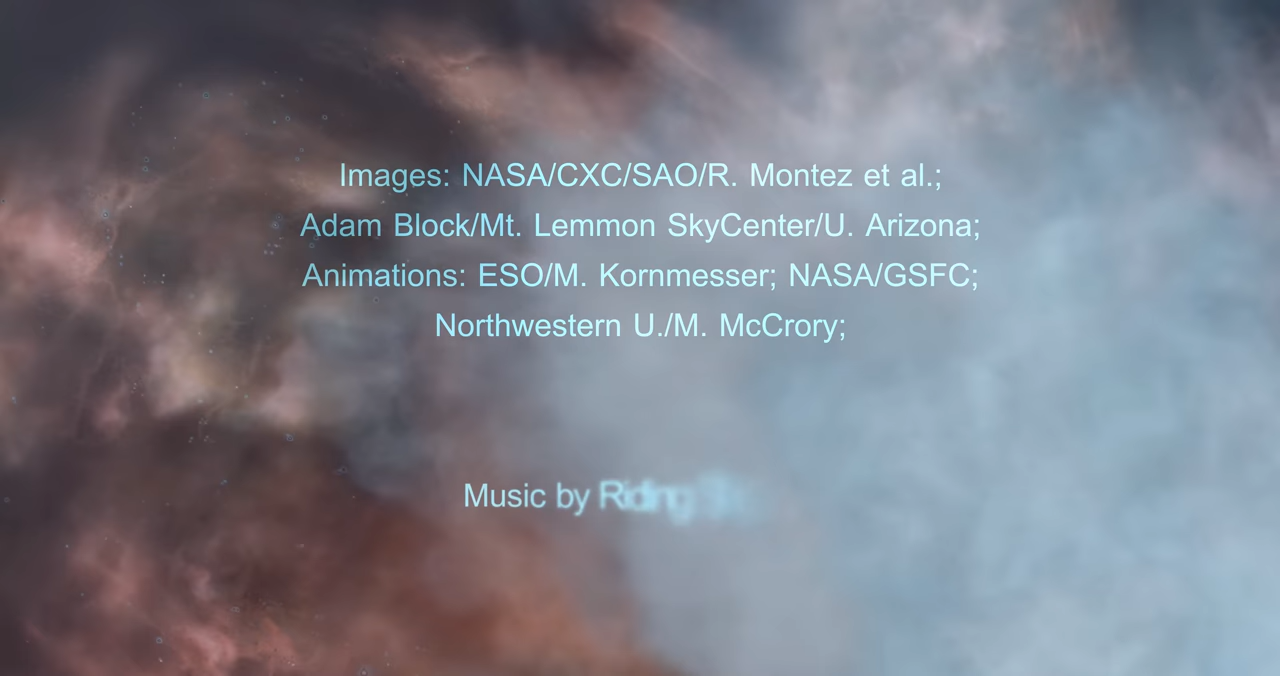 Images: NASA/CXC/SAO/R. Montez et al.;
Adam Block/Mt. Lemmon SkyCenter/U. Arizona;
Animations: ESO/M. Kornmesser; NASA/GSFC;
Northwestern U./M. McCrory;
Music by Riding